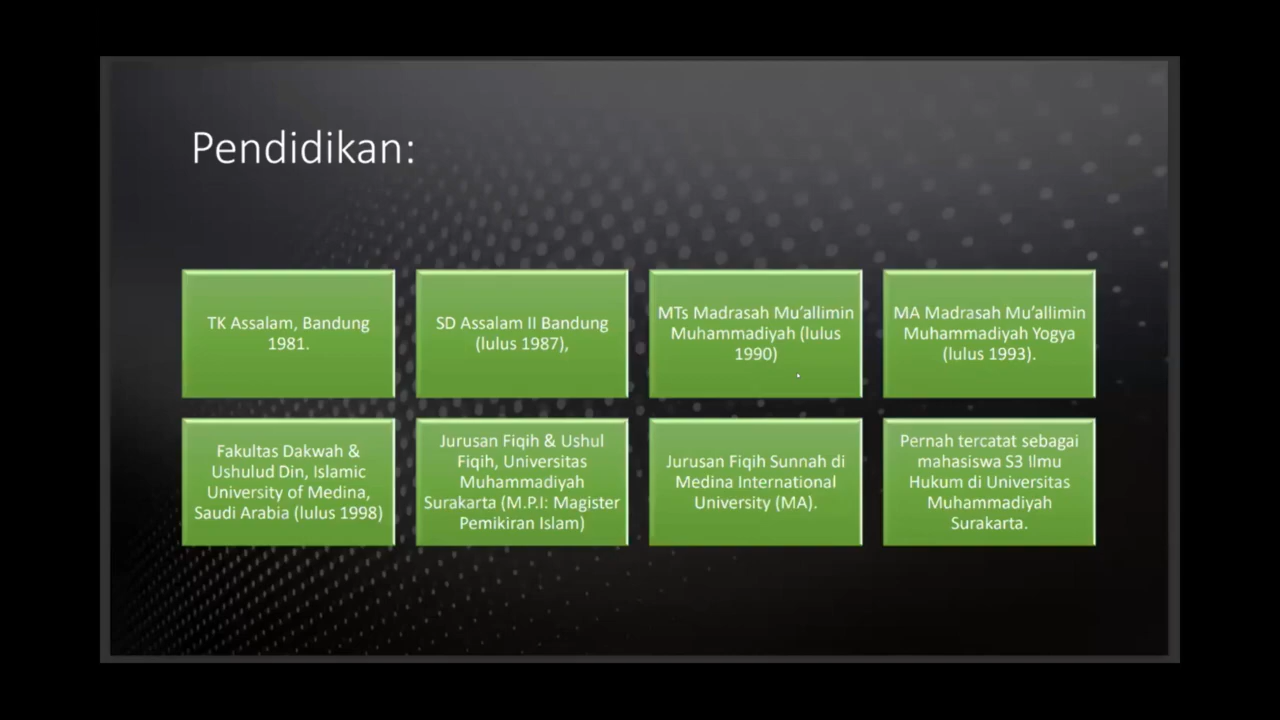 Pendidikan:
TK Assalam, Bandung
1981.
SD Assalam II Bandung
(lulus 1987),
MTs Madrasah Mu’allimin
Muhammadiyah (lulus
1990)
MA Madrasah Mu’allimin
Muhammadiyah Yogya
(lulus 1993).
Fakultas Dakwah &
Ushulud Din, Islamic
University of Medina,
Saudi Arabia (lulus 1998)
Jurusan Fiqih & Ushul
Fiqih, Universitas
Muhammadiyah
Surakarta (M.P.I: Magister
Pemikiran Islam)
Jurusan Fiqih Sunnah di
Medina International
University (MA).
Pernah tercatat sebagai
mahasiswa S3 Ilmu
Hukum di Universitas
Muhammadiyah
Surakarta.